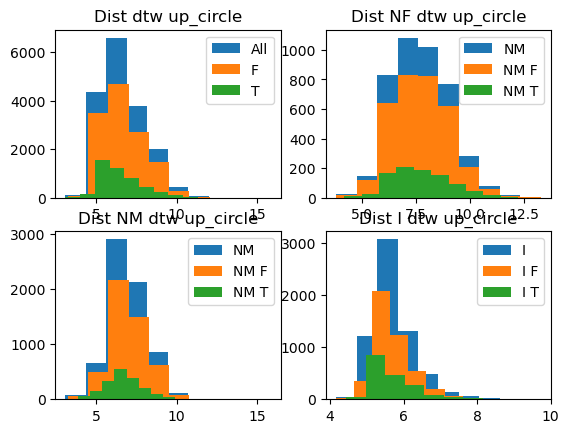 Dist dtw up_circle
6000
4000
2000
0
5
10
15
All
F
T
Dist NF dtw up_circle
1000
800
600
400
200
0
5.0
7.5
10.0
12.5
NM
NM F
NM T
Dist NM dtw up_circle
3000
2000
1000
0
5
10
15
NM
NM F
NM T
Dist I dtw up_circle
3000
2000
1000
0
4
6
8
10
I
I F
I T